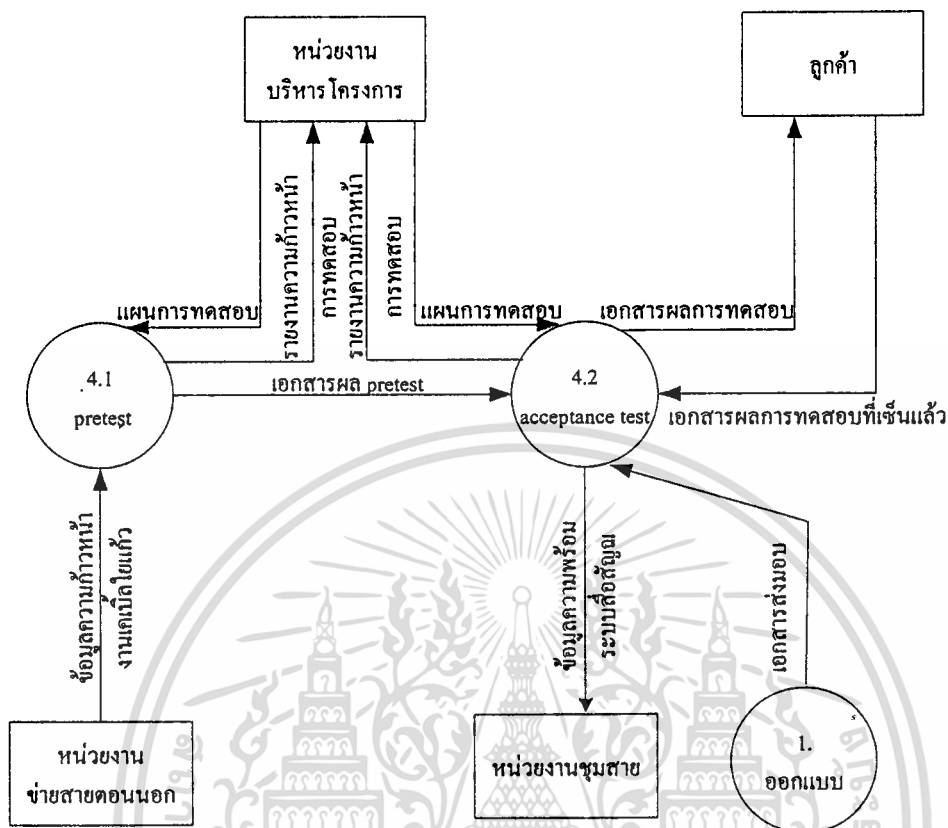 หน่วยงาน
บริหารโครงการ
ลูกค้า
รายงานความก้าวหน้า
การทดสอบ
รายงานความก้าวหน้า
การทดสอบ
แผนการทดสอบ
แผนการทดสอบ
เอกสารผลการทดสอบ
.4.1
pretest
เอกสารผล pretest
4.2
acceptance test
เอกสารผลการทดสอบที่เซ็นแล้ว
ข้อมูลความก้าวหน้า
งานเคเบิลใยแก้ว
ข้อมูลความพร้อม
ระบบสื่อสัญญ
เอกสารส่งมอบ
หน่วยงาน
ข่ายสายตอนนอก
หน่วยงานชุมสาย
1.
ออกแบบ